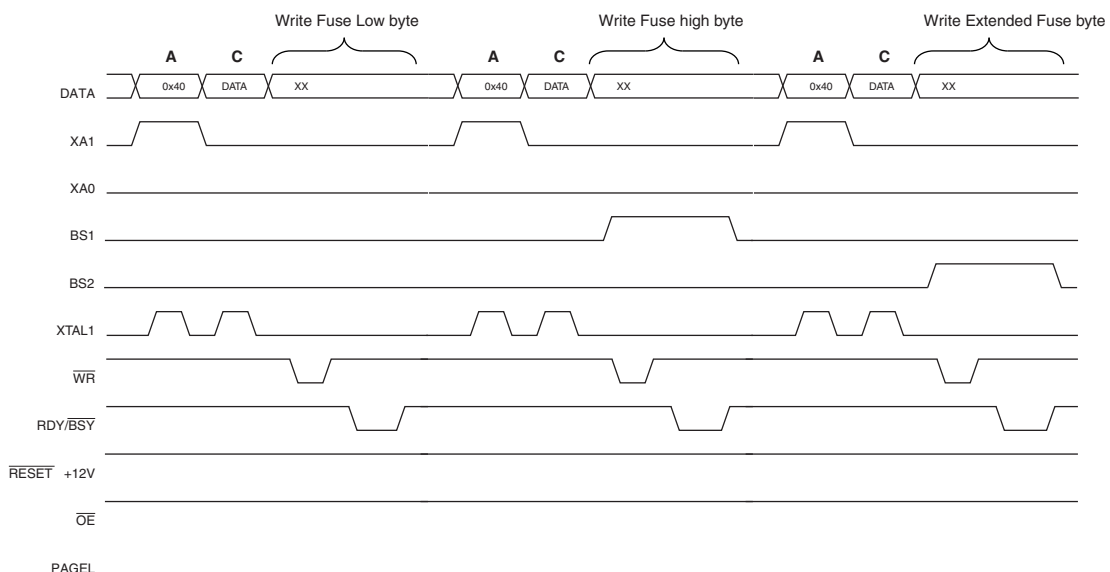 Write Fuse Low byte Write Fuse high byte Write Extended Fuse byte
A C A C A C
DATA 0x40 DATA XX 0x40 DATA XX 0x40 DATA XX
XA1
XA0
BS1
BS2
XTAL1
WR
RDY/BSY
RESET +12V
OE
PAGEL